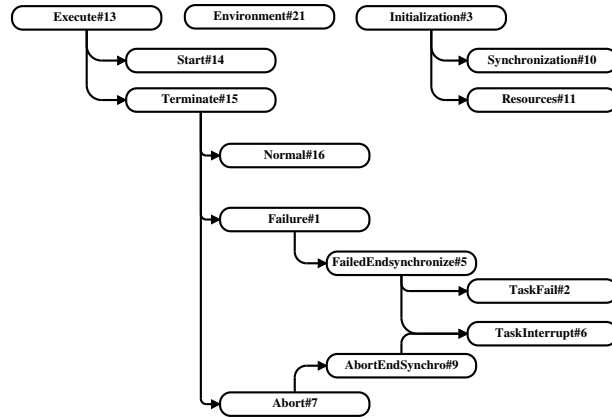 Execute#13
Environment#21
Initialization#3
Start#14
Synchronization#10
Terminate#15
Resources#11
Normal#16
Failure#1
FailedEndsynchronize#5
TaskFail#2
TaskInterrupt#6
AbortEndSynchro#9
Abort#7